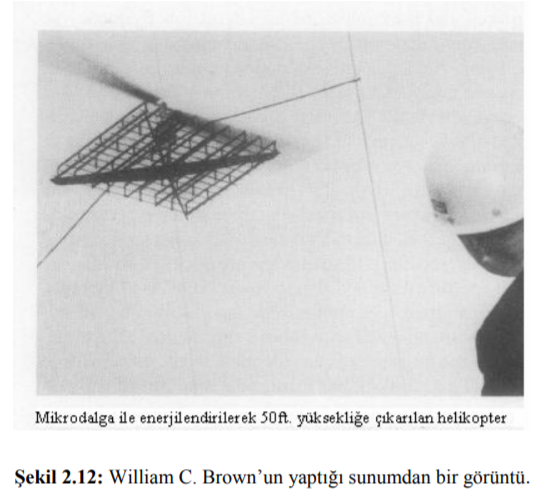 Mikrodalga ile enerjilendirilerek 50ft. yüksekliğe çıkarılan helikopter
Şekil 2.12: William C. Brown’un yaptığı sunumdan bir görüntü.